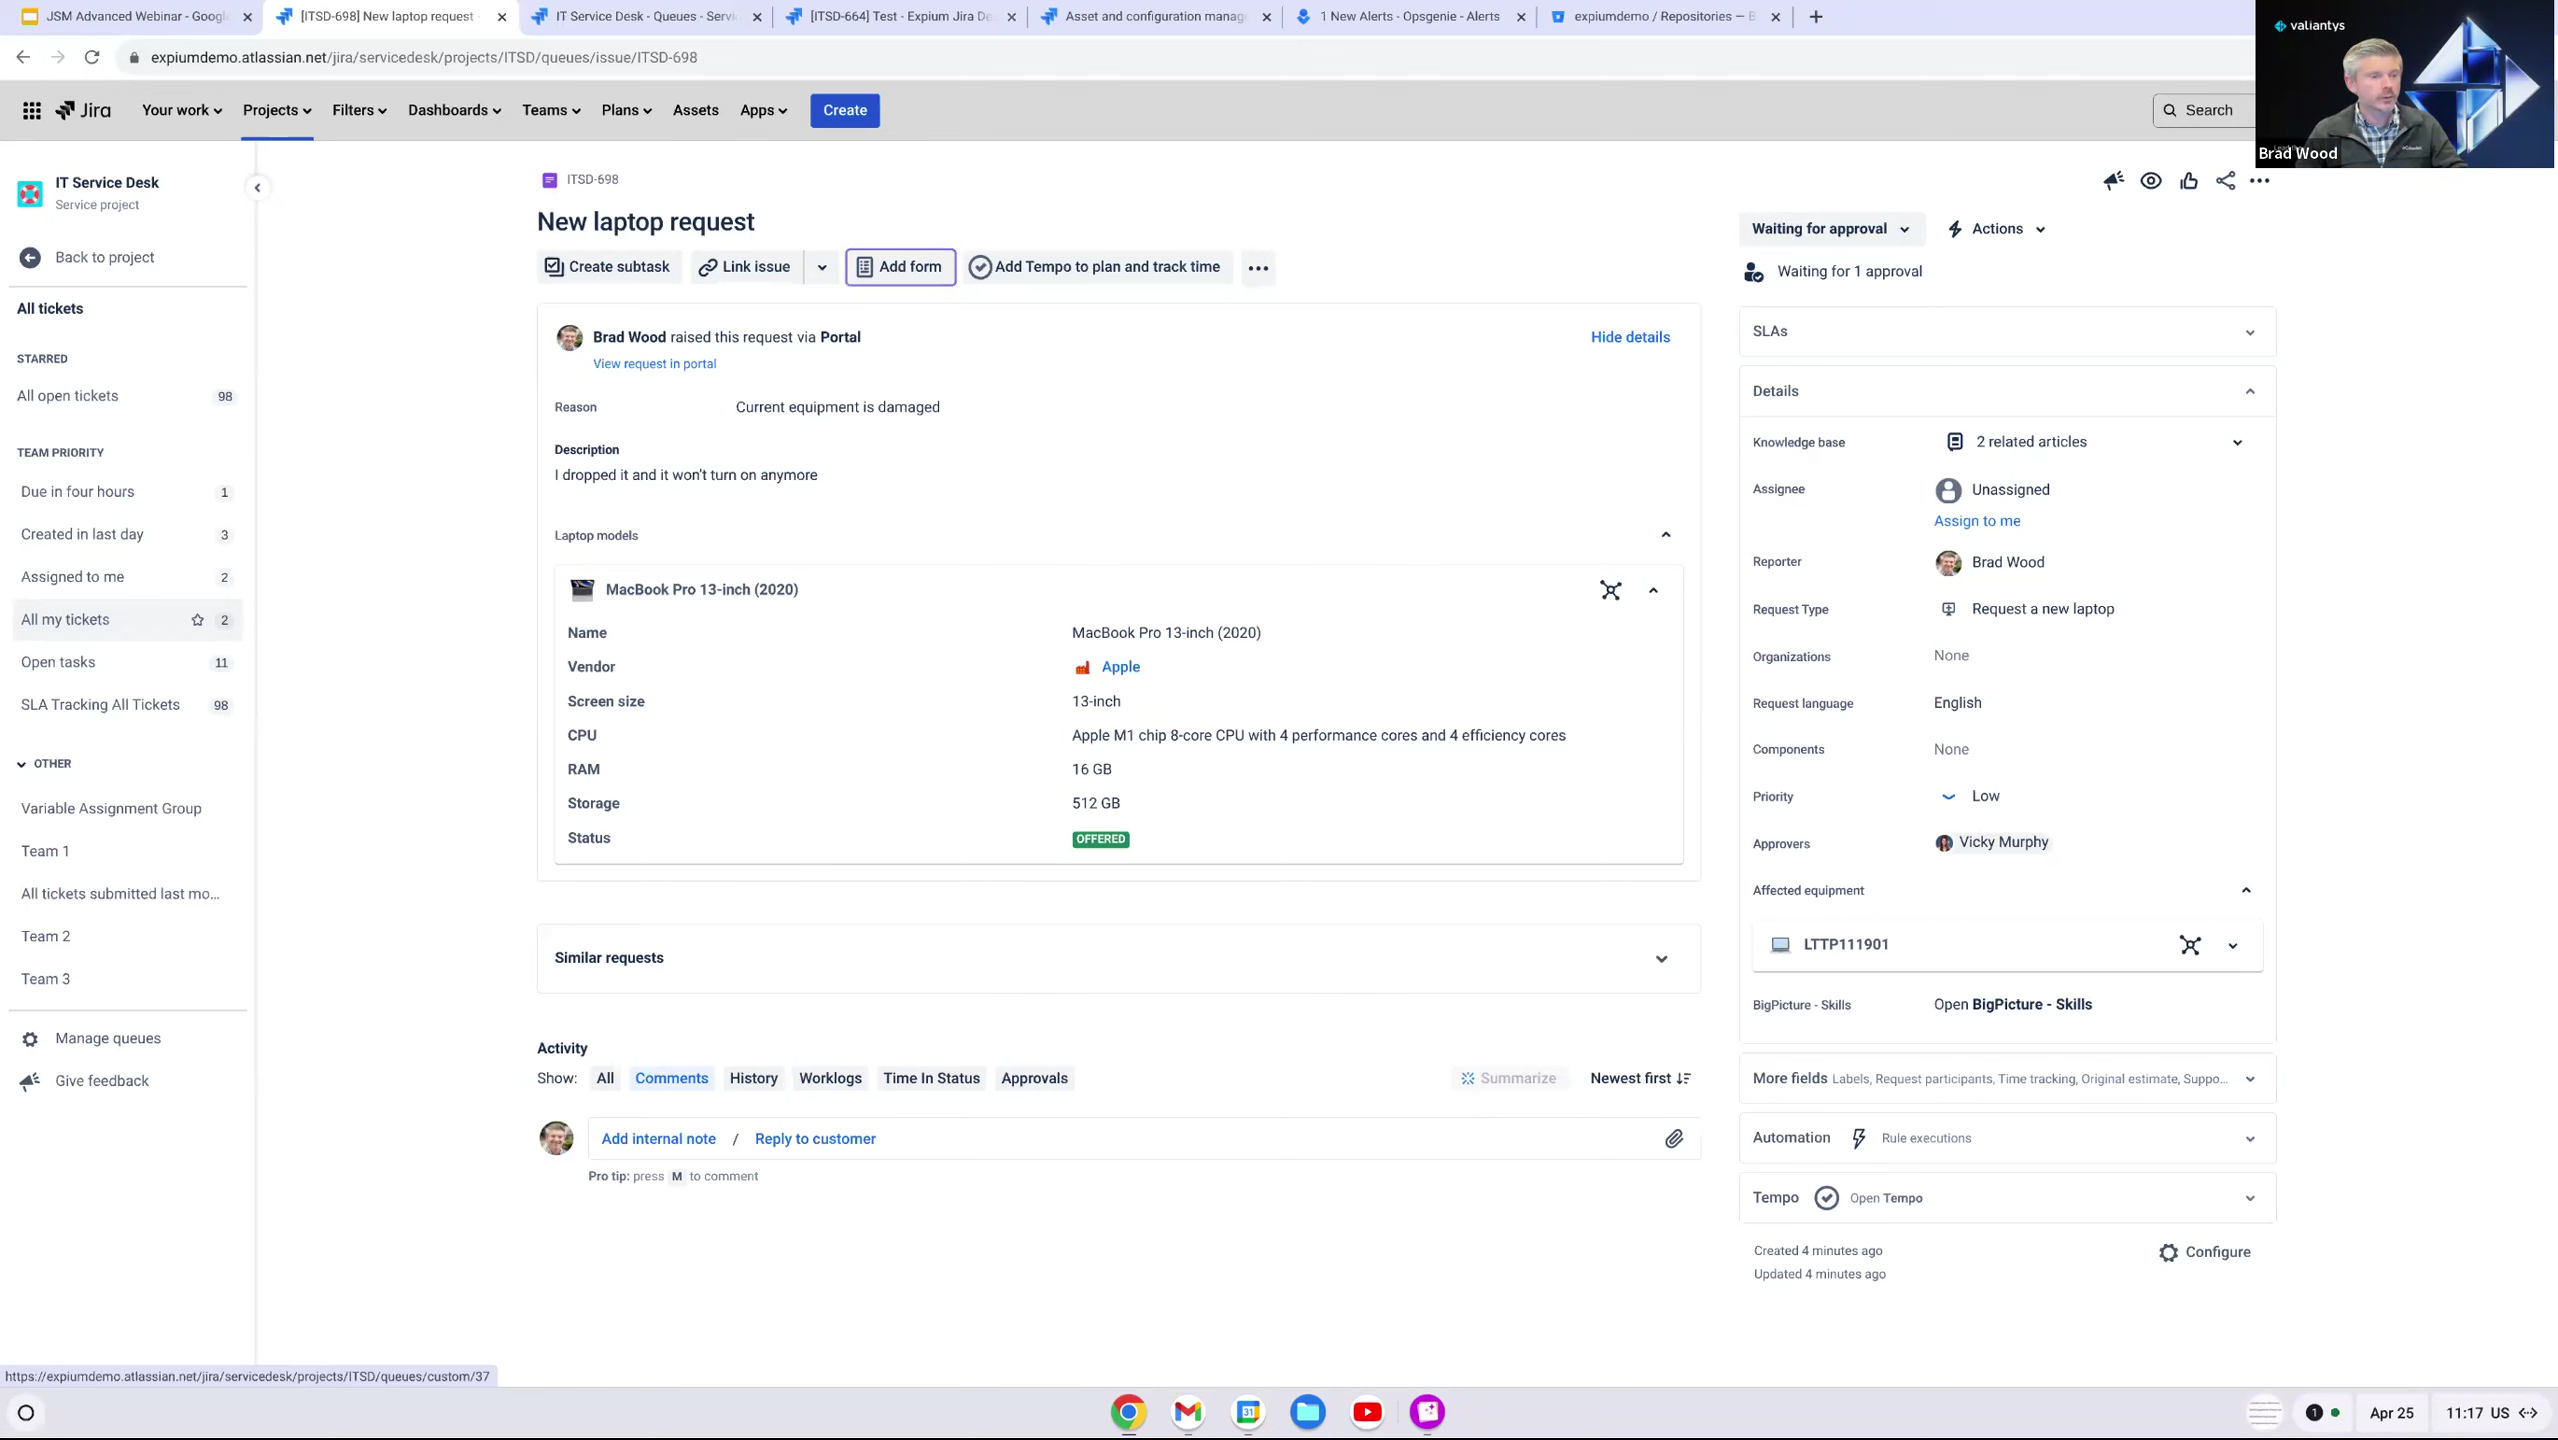 JSM Advanced Webinar - Googl
[ITSD-698] New laptop request -
IT Service Desk - Queues - Servi
[ITSD-664] Test - Expium Jira De
Asset and configuration manage
1 New Alerts - Opsgenie - Alerts
expiumdemo / Repositories — B
expiumdemo.atlassian.net/jira/servicedesk/projects/ITSD/queues/issue/ITSD-698
valiantys
Brad Wood
Jira
Your work
Projects
Filters
Dashboards
Teams
Plans
Assets
Apps
Create
Search
IT Service Desk
Service project
Back to project
All tickets
STARRED
All open tickets 98
TEAM PRIORITY
Due in four hours 1
Created in last day 3
Assigned to me 2
All my tickets 2
Open tasks 11
SLA Tracking All Tickets 98
OTHER
Variable Assignment Group
Team 1
All tickets submitted last mo...
Team 2
Team 3
Manage queues
Give feedback
ITSD-698
New laptop request
Create subtask
Link issue
Add form
Add Tempo to plan and track time
Brad Wood raised this request via Portal
Hide details
View request in portal
Reason Current equipment is damaged
Description
I dropped it and it won't turn on anymore
Laptop models
MacBook Pro 13-inch (2020)
Name MacBook Pro 13-inch (2020)
Vendor Apple
Screen size 13-inch
CPU Apple M1 chip 8-core CPU with 4 performance cores and 4 efficiency cores
RAM 16 GB
Storage 512 GB
Status OFFERED
Similar requests
Activity
Show: All Comments History Worklogs Time In Status Approvals
Summarize
Newest first
Add internal note / Reply to customer
Pro tip: press M to comment
Waiting for approval
Actions
Waiting for 1 approval
SLAs
Details
Knowledge base 2 related articles
Assignee Unassigned
Assign to me
Reporter Brad Wood
Request Type Request a new laptop
Organizations None
Request language English
Components None
Priority Low
Approvers Vicky Murphy
Affected equipment
LTTP111901
BigPicture - Skills Open BigPicture - Skills
More fields Labels, Request participants, Time tracking, Original estimate, Suppo...
Automation Rule executions
Tempo Open Tempo
Created 4 minutes ago
Updated 4 minutes ago
Configure
https://expiumdemo.atlassian.net/jira/servicedesk/projects/ITSD/queues/custom/37
31
1
Apr 25
11:17 US